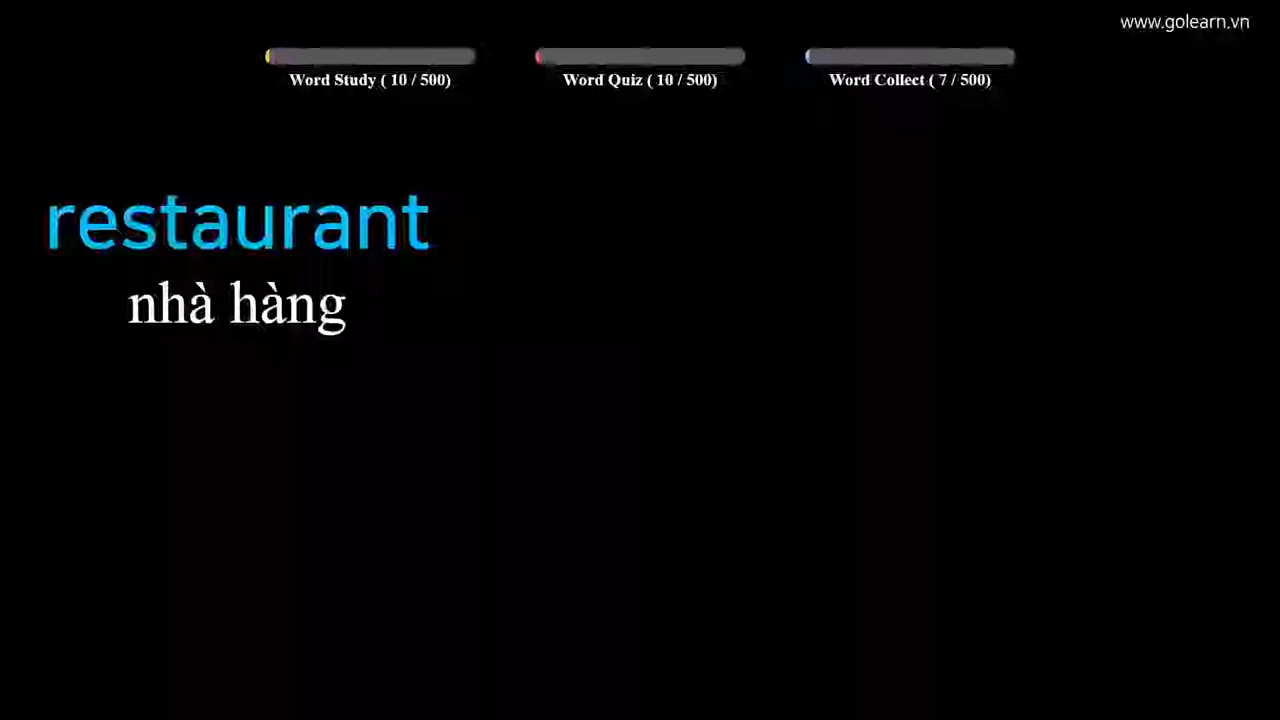 www.golearn.vn
Word Study ( 10 / 500)
Word Quiz ( 10 / 500)
Word Collect ( 7 / 500)
restaurant
nhà hàng